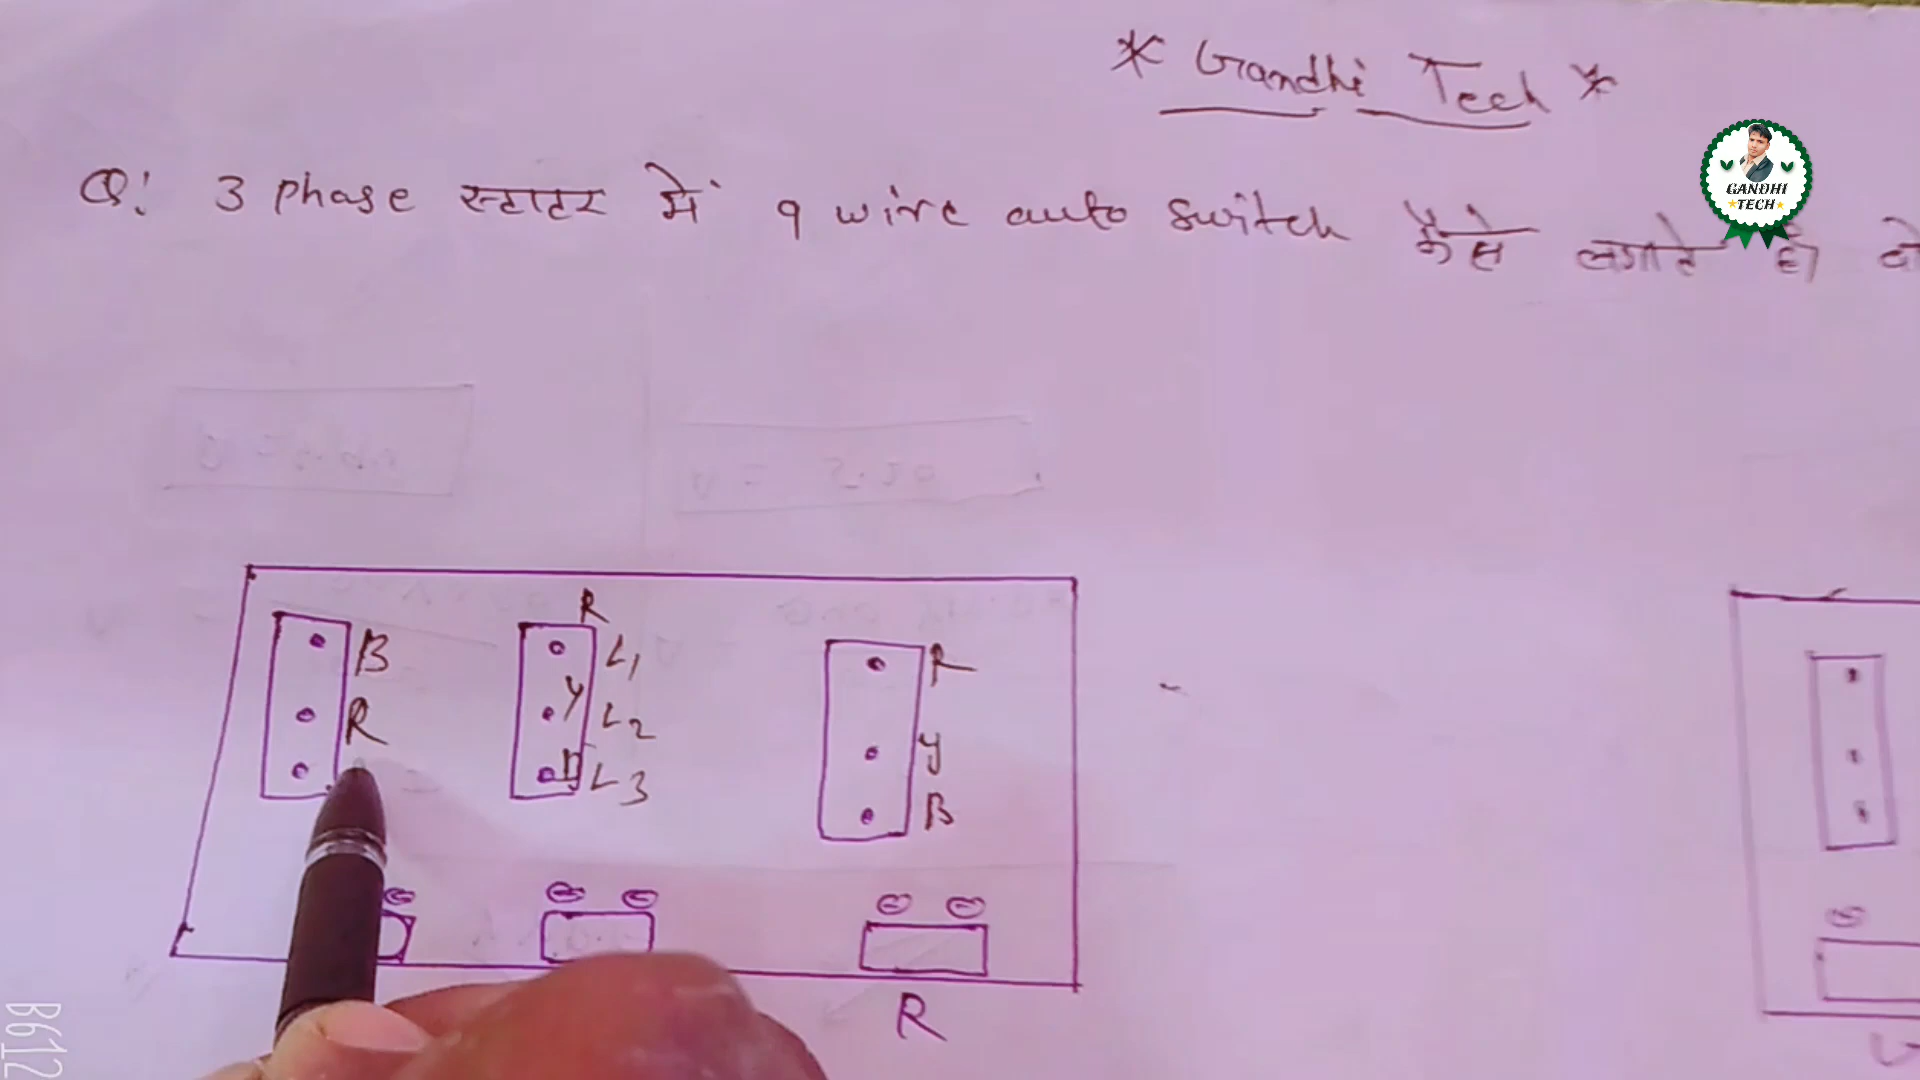 * Gandhi Tech *
GANDHI
TECH
Q: 3 phase स्टाटर में 9 wire auto switch कैसे लगाते है
R
B L1 R
R Y L2 Y
B L3 B
R
B612